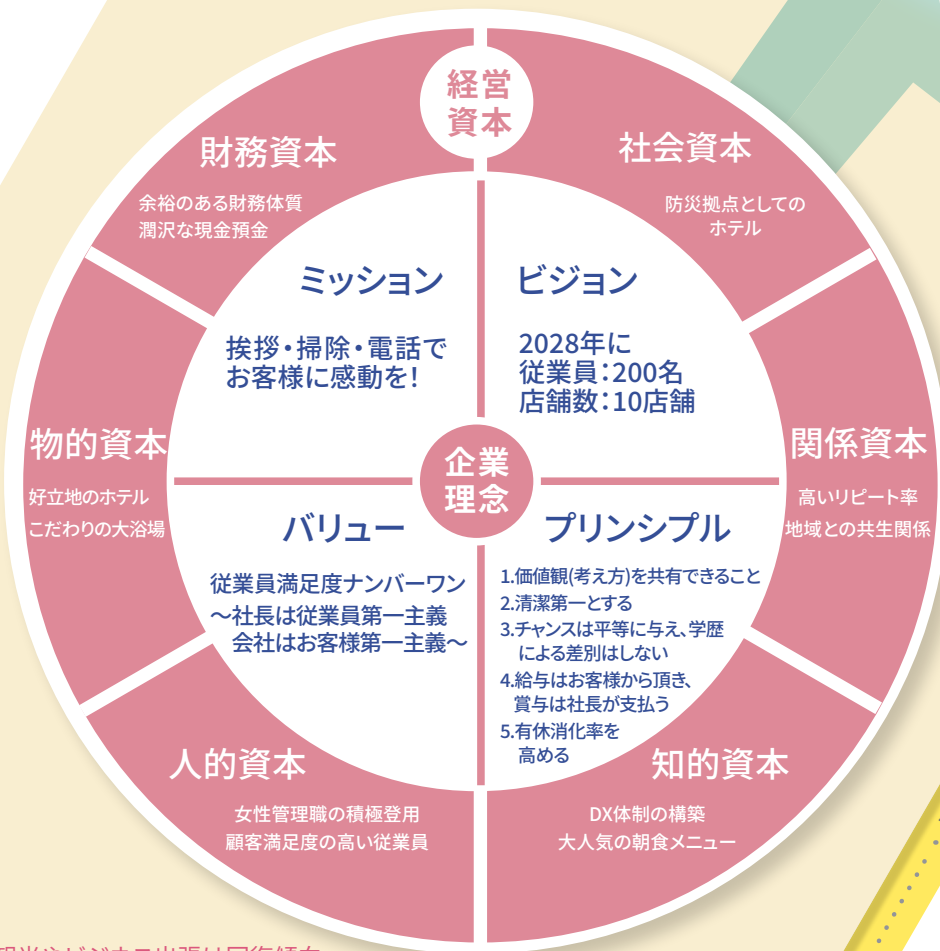 経営
資本
財務資本
余裕のある財務体質
潤沢な現金預金
社会資本
防災拠点としての
ホテル
ミッション
挨拶・掃除・電話で
お客様に感動を!
ビジョン
2028年に
従業員:200名
店舗数:10店舗
物的資本
好立地のホテル
こだわりの大浴場
企業
理念
関係資本
高いリピート率
地域との共生関係
バリュー
従業員満足度ナンバーワン
〜社長は従業員第一主義
会社はお客様第一主義〜
プリンシプル
1.価値観(考え方)を共有できること
2.清潔第一とする
3.チャンスは平等に与え、学歴
による差別はしない
4.給与はお客様から頂き、
賞与は社長が支払う
5.有休消化率を
高める
人的資本
女性管理職の積極登用
顧客満足度の高い従業員
知的資本
DX体制の構築
大人気の朝食メニュー